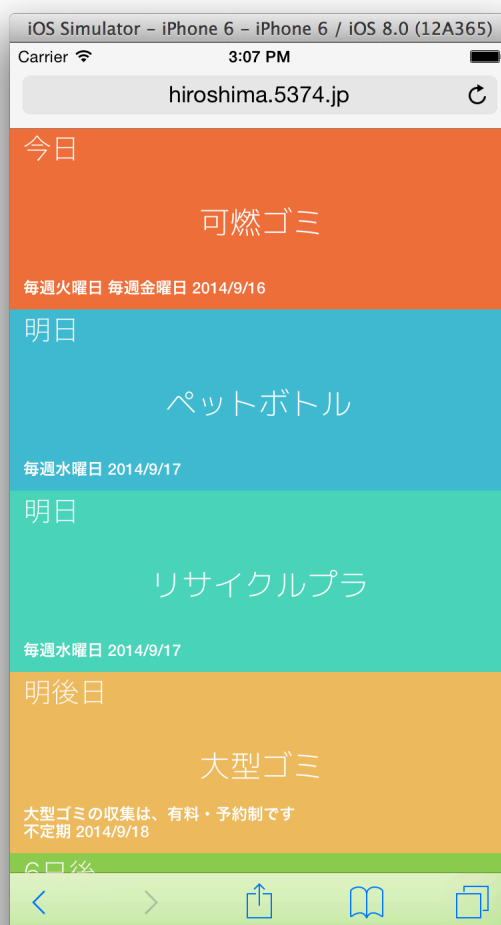 iOS Simulator – iPhone 6 – iPhone 6 / iOS 8.0 (12A365)
Carrier 3:07 PM
hiroshima.5374.jp
今日
可燃ゴミ
毎週火曜日 毎週金曜日 2014/9/16
明日
ペットボトル
毎週水曜日 2014/9/17
明日
リサイクルプラ
毎週水曜日 2014/9/17
明後日
大型ゴミ
大型ゴミの収集は、有料・予約制です
不定期 2014/9/18
6日後